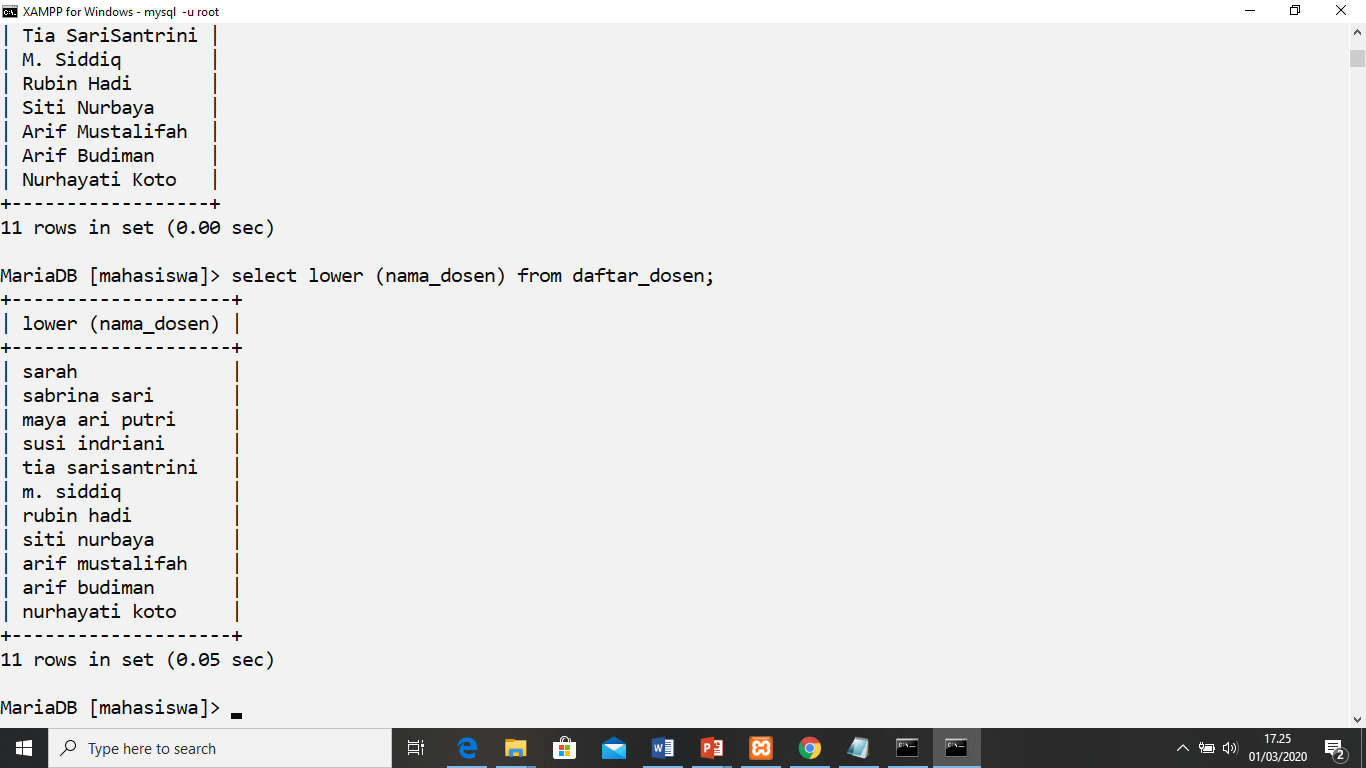 XAMPP for Windows - mysql -u root
| Tia SariSantrini |
| M. Siddiq        |
| Rubin Hadi       |
| Siti Nurbaya     |
| Arif Mustalifah  |
| Arif Budiman     |
| Nurhayati Koto   |
+------------------+
11 rows in set (0.00 sec)
MariaDB [mahasiswa]> select lower (nama_dosen) from daftar_dosen;
+--------------------+
| lower (nama_dosen) |
+--------------------+
| sarah              |
| sabrina sari       |
| maya ari putri     |
| susi indriani      |
| tia sarisantrini   |
| m. siddiq          |
| rubin hadi         |
| siti nurbaya       |
| arif mustalifah    |
| arif budiman       |
| nurhayati koto     |
+--------------------+
11 rows in set (0.05 sec)
MariaDB [mahasiswa]> _
Type here to search
17.25
01/03/2020
2